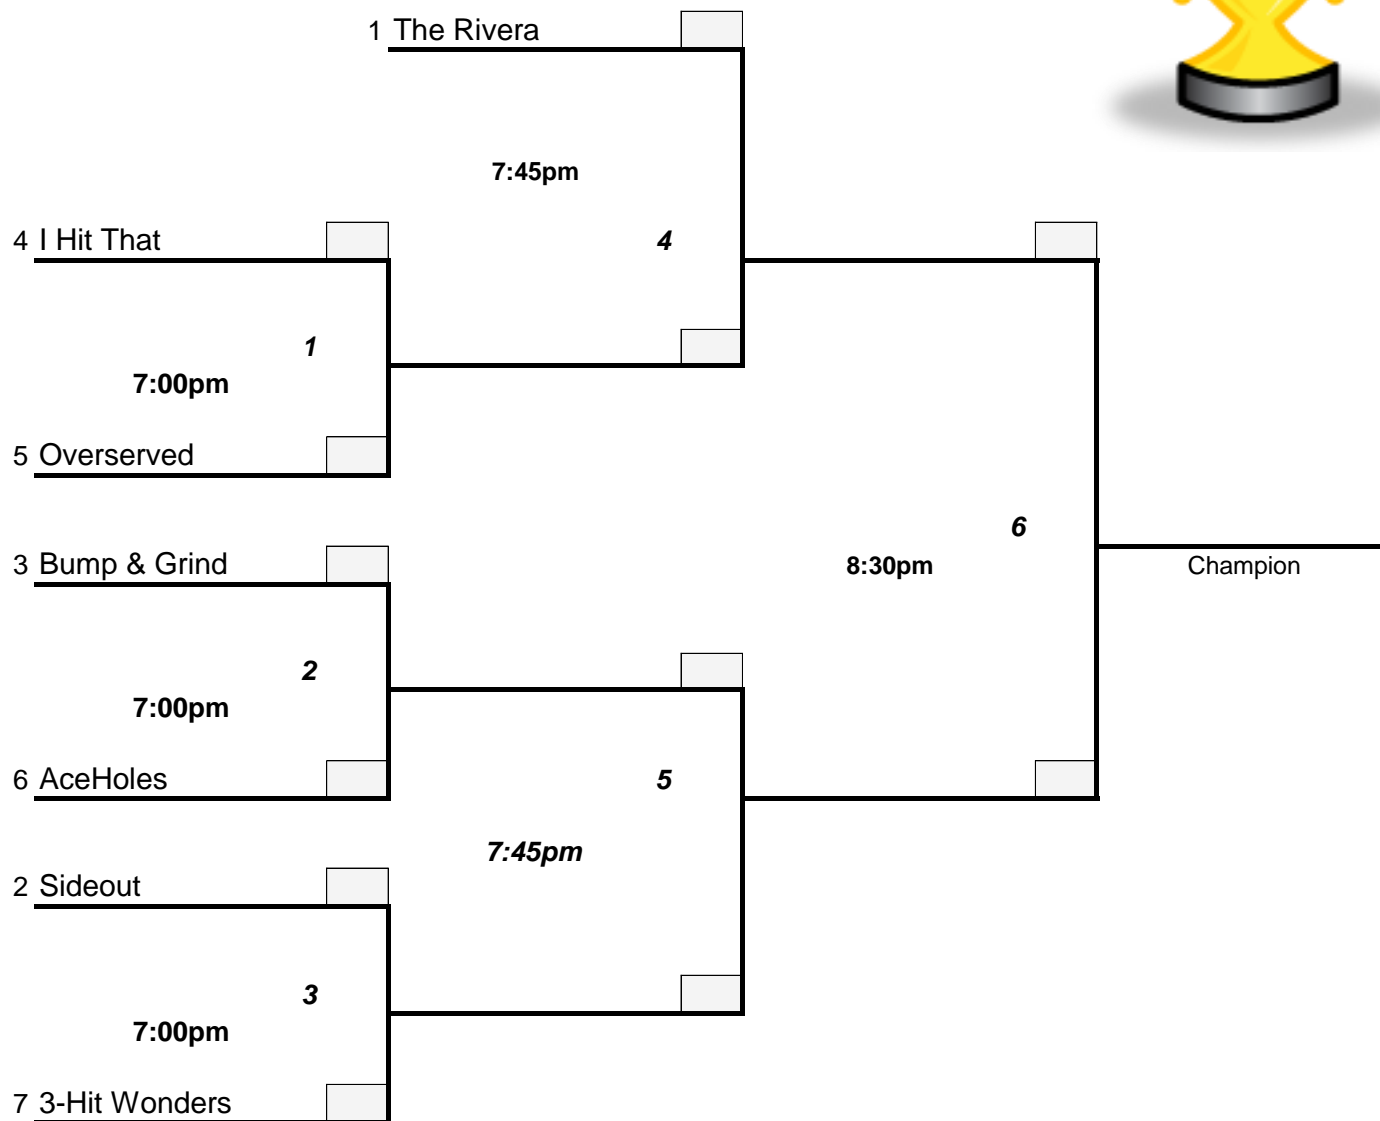 1 The Rivera
7:45pm
4 I Hit That
4
1
7:00pm
5 Overserved
6
3 Bump & Grind
8:30pm
Champion
2
7:00pm
6 AceHoles
5
7:45pm
2 Sideout
3
7:00pm
7 3-Hit Wonders